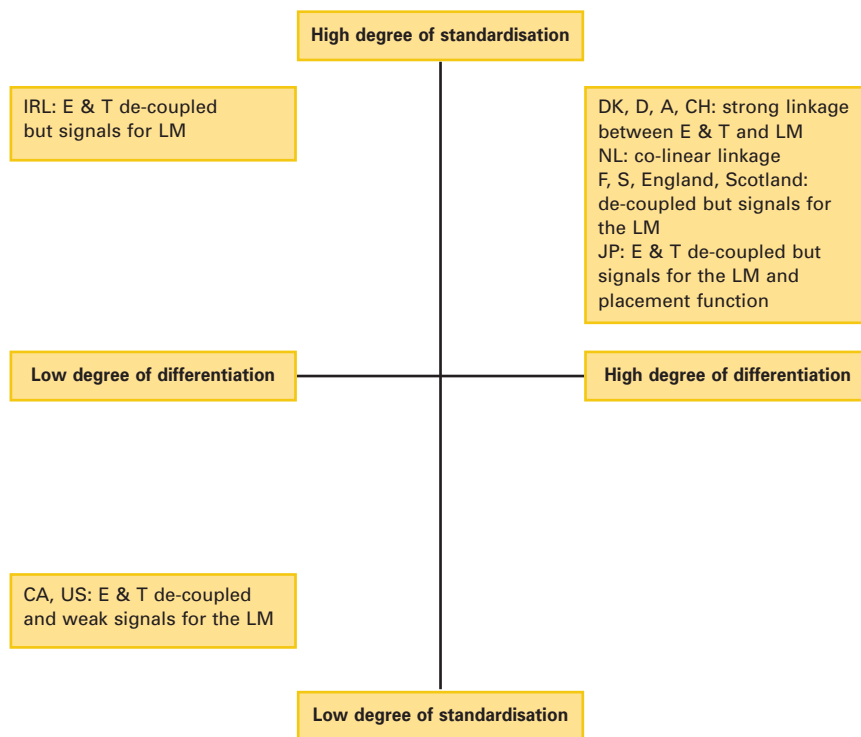 High degree of standardisation
IRL: E & T de-coupled
but signals for LM
DK, D, A, CH: strong linkage
between E & T and LM
NL: co-linear linkage
F, S, England, Scotland:
de-coupled but signals for
the LM
JP: E & T de-coupled but
signals for the LM and
placement function
Low degree of differentiation
High degree of differentiation
CA, US: E & T de-coupled
and weak signals for the LM
Low degree of standardisation